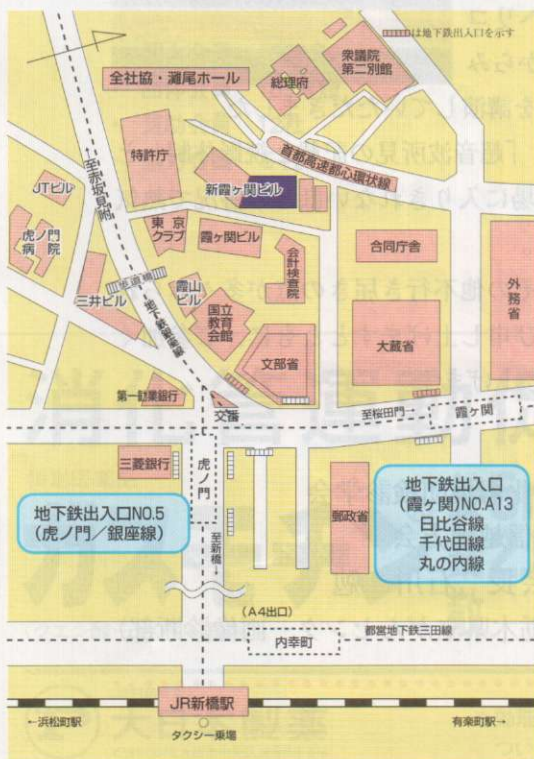 は地下鉄出入口を示す
衆議院
第二別館
総理府
全社協・灘尾ホール
首都高速都心環状線
特許庁
新霞ヶ関ビル
←至赤坂見附
JTビル
虎ノ門
病院
東京
クラブ
霞ヶ関ビル
会計検査院
合同庁舎
外務省
歩道橋
三井ビル
霞山
ビル
地下鉄銀座線
国立
教育
会館
文部省
大蔵省
第一勧業銀行
交番
至桜田門→
霞ヶ関
三菱銀行
虎ノ門
地下鉄出入口NO.5
(虎ノ門/銀座線)
郵政省
地下鉄出入口
(霞ヶ関)NO.A13
日比谷線
千代田線
丸の内線
至新橋→
(A4出口)
内幸町
都営地下鉄三田線
JR新橋駅
←浜松町駅
タクシー乗場
有楽町駅→